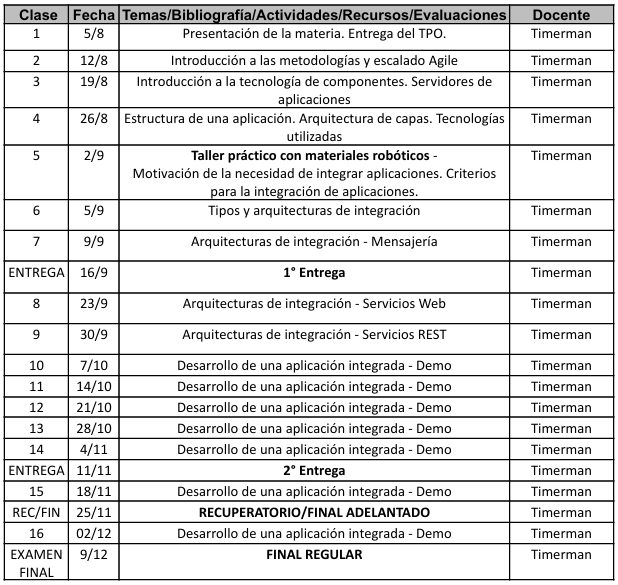 Clase Fecha Temas/Bibliografía/Actividades/Recursos/Evaluaciones Docente
1 5/8 Presentación de la materia. Entrega del TPO. Timerman
2 12/8 Introducción a las metodologías y escalado Agile Timerman
3 19/8 Introducción a la tecnología de componentes. Servidores de Timerman
aplicaciones
4 26/8 Estructura de una aplicación. Arquitectura de capas. Tecnologías Timerman
utilizadas
5 2/9 Taller práctico con materiales robóticos - Timerman
Motivación de la necesidad de integrar aplicaciones. Criterios
para la integración de aplicaciones.
6 5/9 Tipos y arquitecturas de integración Timerman
7 9/9 Arquitecturas de integración - Mensajería Timerman
ENTREGA 16/9 1° Entrega Timerman
8 23/9 Arquitecturas de integración - Servicios Web Timerman
9 30/9 Arquitecturas de integración - Servicios REST Timerman
10 7/10 Desarrollo de una aplicación integrada - Demo Timerman
11 14/10 Desarrollo de una aplicación integrada - Demo Timerman
12 21/10 Desarrollo de una aplicación integrada - Demo Timerman
13 28/10 Desarrollo de una aplicación integrada - Demo Timerman
14 4/11 Desarrollo de una aplicación integrada - Demo Timerman
ENTREGA 11/11 2° Entrega Timerman
15 18/11 Desarrollo de una aplicación integrada - Demo Timerman
REC/FIN 25/11 RECUPERATORIO/FINAL ADELANTADO Timerman
16 02/12 Desarrollo de una aplicación integrada - Demo Timerman
EXAMEN 9/12 FINAL REGULAR Timerman
FINAL